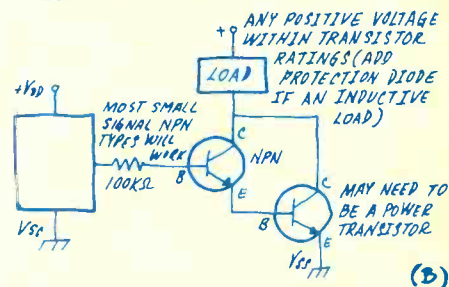 ANY POSITIVE VOLTAGE
WITHIN TRANSISTOR
RATINGS (ADD
PROTECTION DIODE
IF AN INDUCTIVE
LOAD)
+
LOAD
+VDD
MOST SMALL
SIGNAL NPN
TYPES WILL
WORK
100KΩ
B
C
NPN
E
VSS
B
C
E
MAY NEED TO
BE A POWER
TRANSISTOR
VSS
(B)